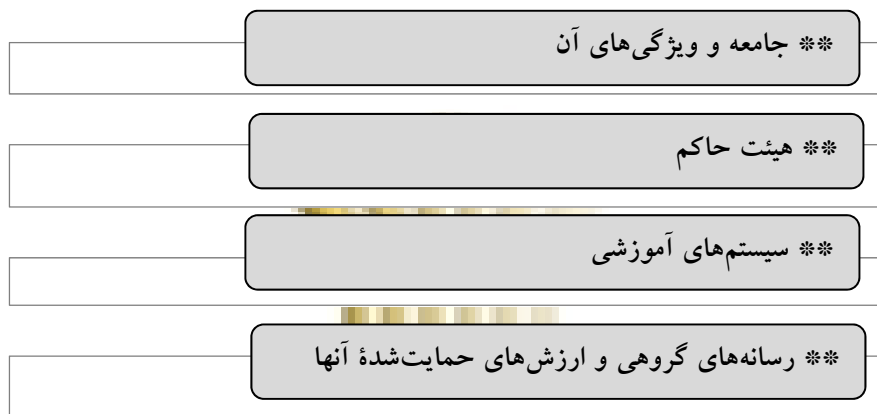 ** جامعه و ویژگی‌های آن
** هیئت حاکم
** سیستم‌های آموزشی
** رسانه‌های گروهی و ارزش‌های حمایت‌شدهٔ آنها